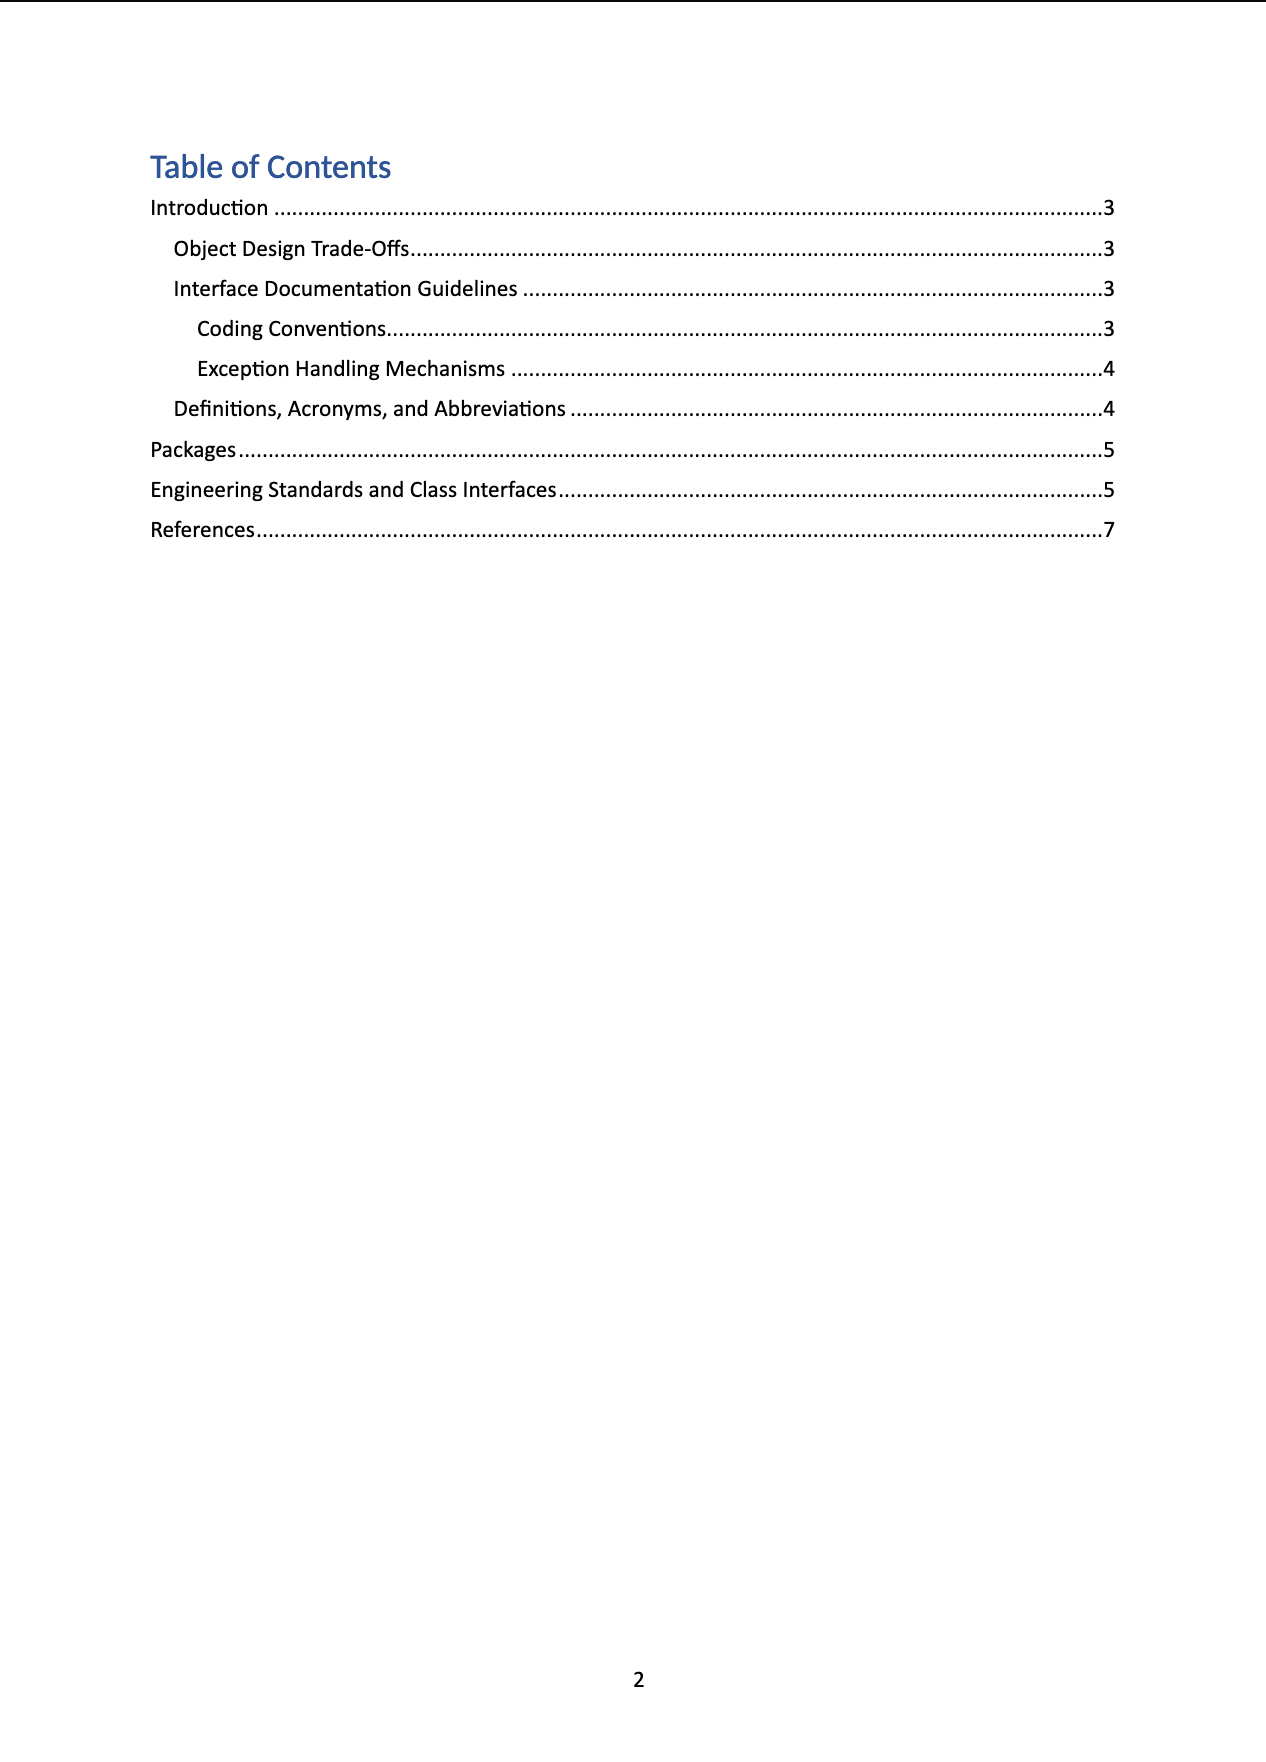 Table of Contents
Introduction ........................................................................................................................................3
Object Design Trade-Offs....................................................................................................................3
Interface Documentation Guidelines .................................................................................................3
Coding Conventions........................................................................................................................3
Exception Handling Mechanisms ...................................................................................................4
Definitions, Acronyms, and Abbreviations .........................................................................................4
Packages..............................................................................................................................................5
Engineering Standards and Class Interfaces...........................................................................................5
References...........................................................................................................................................7
2